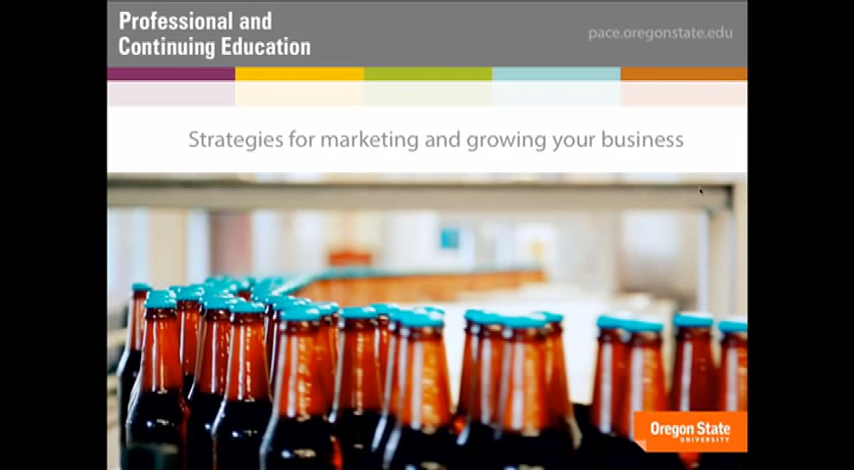 Professional and
Continuing Education
pace.oregonstate.edu
Strategies for marketing and growing your business
Oregon State
UNIVERSITY